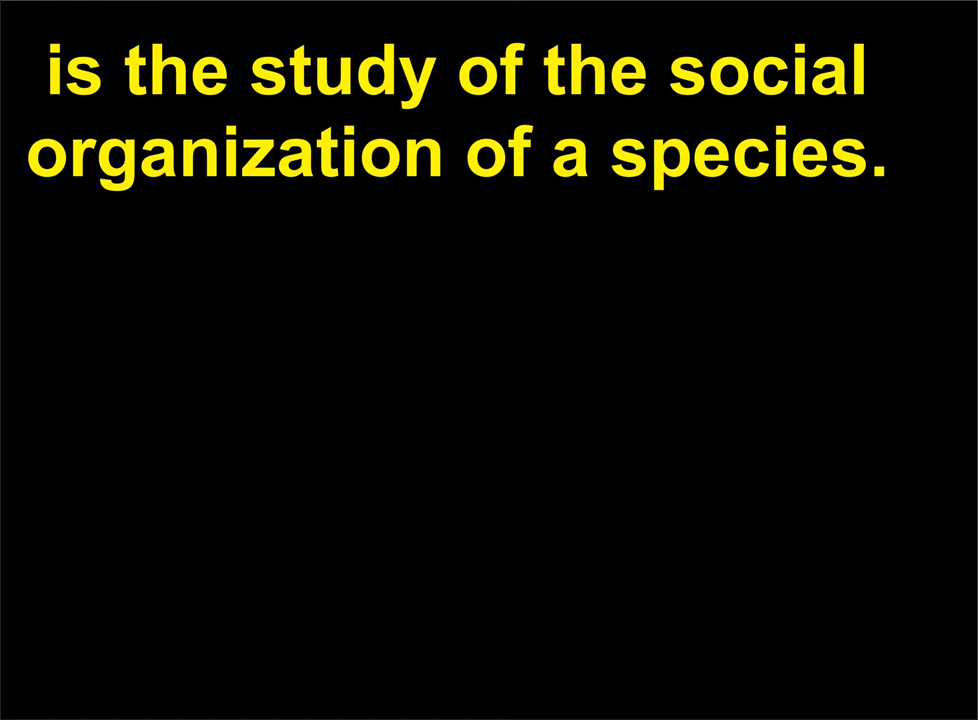 is the study of the social
organization of a species.